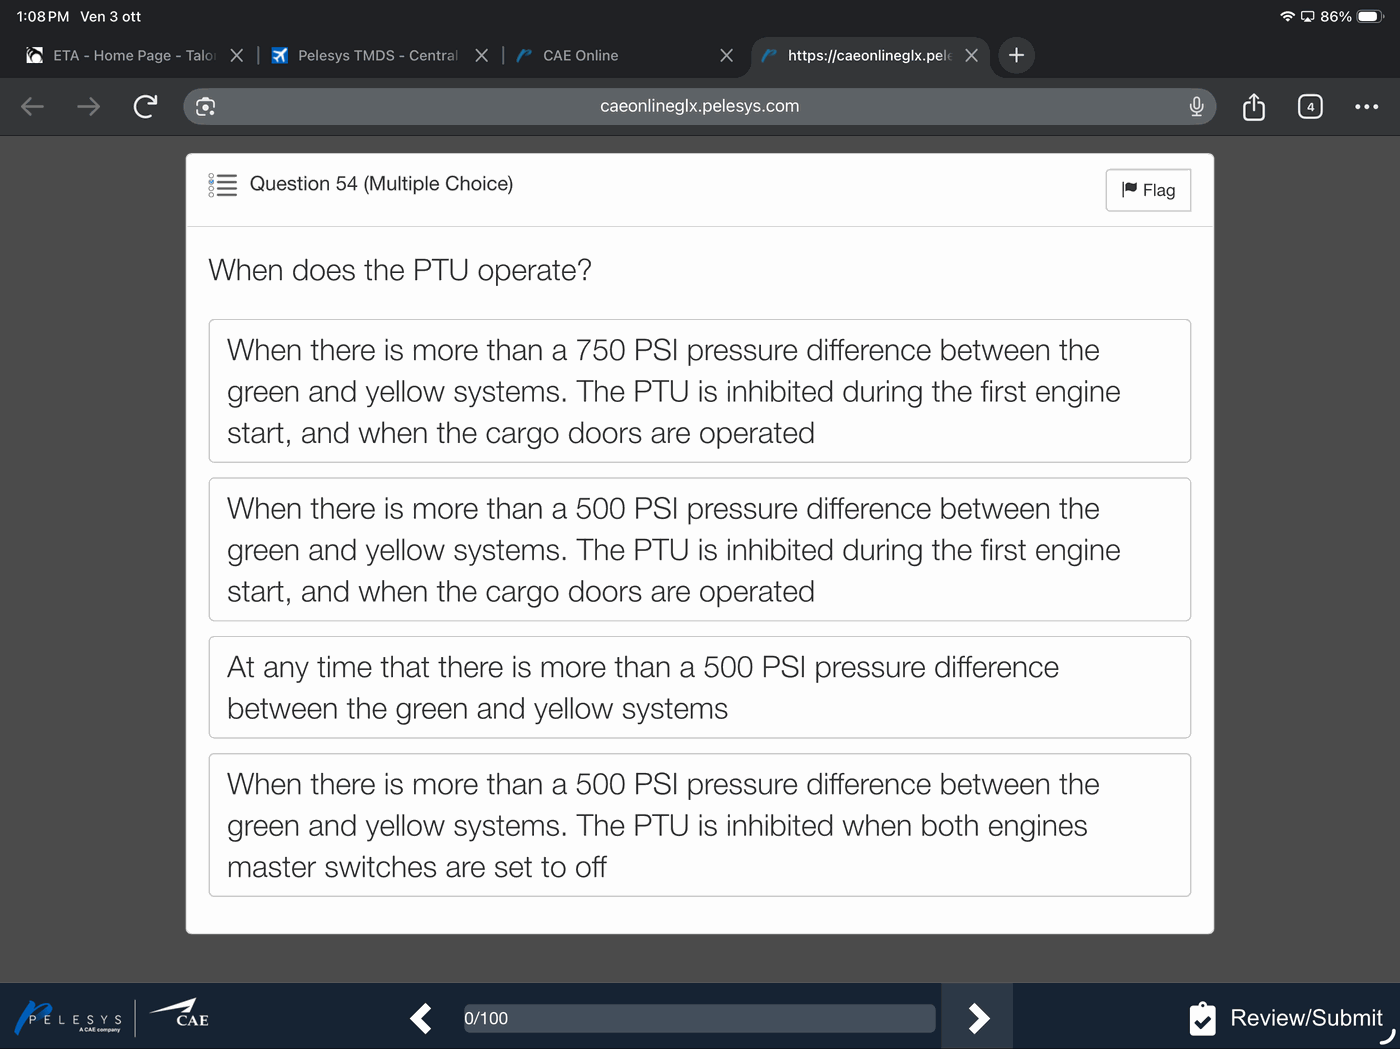 1:08 PM Ven 3 ott
86%
ETA - Home Page - Talo
Pelesys TMDS - Central
CAE Online
https://caeonlineglx.pele
caeonlineglx.pelesys.com
4
Question 54 (Multiple Choice)
Flag
When does the PTU operate?
When there is more than a 750 PSI pressure difference between the
green and yellow systems. The PTU is inhibited during the first engine
start, and when the cargo doors are operated
When there is more than a 500 PSI pressure difference between the
green and yellow systems. The PTU is inhibited during the first engine
start, and when the cargo doors are operated
At any time that there is more than a 500 PSI pressure difference
between the green and yellow systems
When there is more than a 500 PSI pressure difference between the
green and yellow systems. The PTU is inhibited when both engines
master switches are set to off
PELESYS
A CAE company
CAE
0/100
Review/Submit